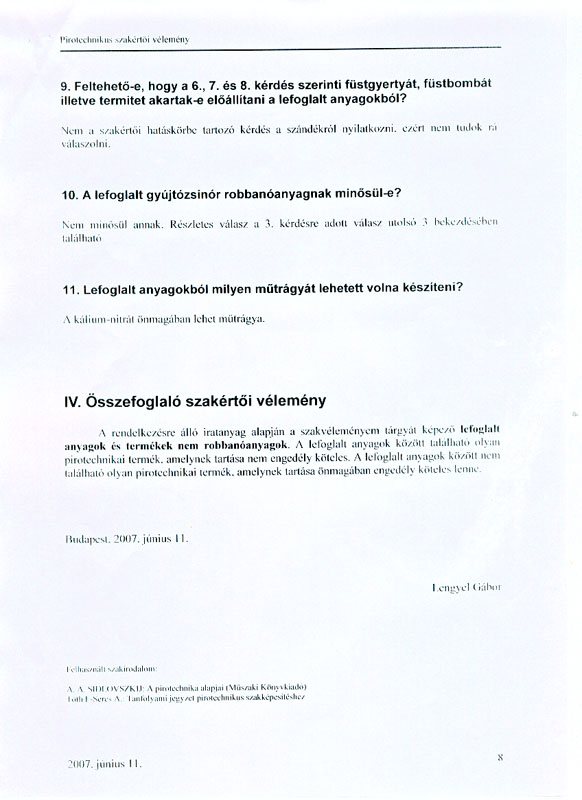 Pirotechnikus szakértői vélemény
9. Feltehető-e, hogy a 6., 7. és 8. kérdés szerinti füstgyertyát, füstbombát
illetve termitet akartak-e előállítani a lefoglalt anyagokból?
Nem a szakértői hatáskörbe tartozó kérdés a szándékról nyilatkozni, ezért nem tudok rá
válaszolni.
10. A lefoglalt gyújtózsinór robbanóanyagnak minősül-e?
Nem minősül annak. Részletes válasz a 3. kérdésre adott válasz utolsó 3 bekezdésében
található
11. Lefoglalt anyagokból milyen műtrágyát lehetett volna készíteni?
A kálium-nitrát önmagában lehet műtrágya.
IV. Összefoglaló szakértői vélemény
A rendelkezésre álló iratanyag alapján a szakvéleményem tárgyát képező lefoglalt
anyagok és termékek nem robbanóanyagok. A lefoglalt anyagok között található olyan
pirotechnikai termék, amelynek tartása nem engedély köteles. A lefoglalt anyagok között nem
található olyan pirotechnikai termék, amelynek tartása önmagában engedély köteles lenne.
Budapest, 2007. június 11.
Lengyel Gábor
Felhasznált szakirodalom:
A. A. SIDLOVSZKIJ: A pirotechnika alapjai (Műszaki Könyvkiadó)
Tóth L-Seres A.: Tanfolyami jegyzet pirotechnikus szakképesítéshez
2007. június 11.
8